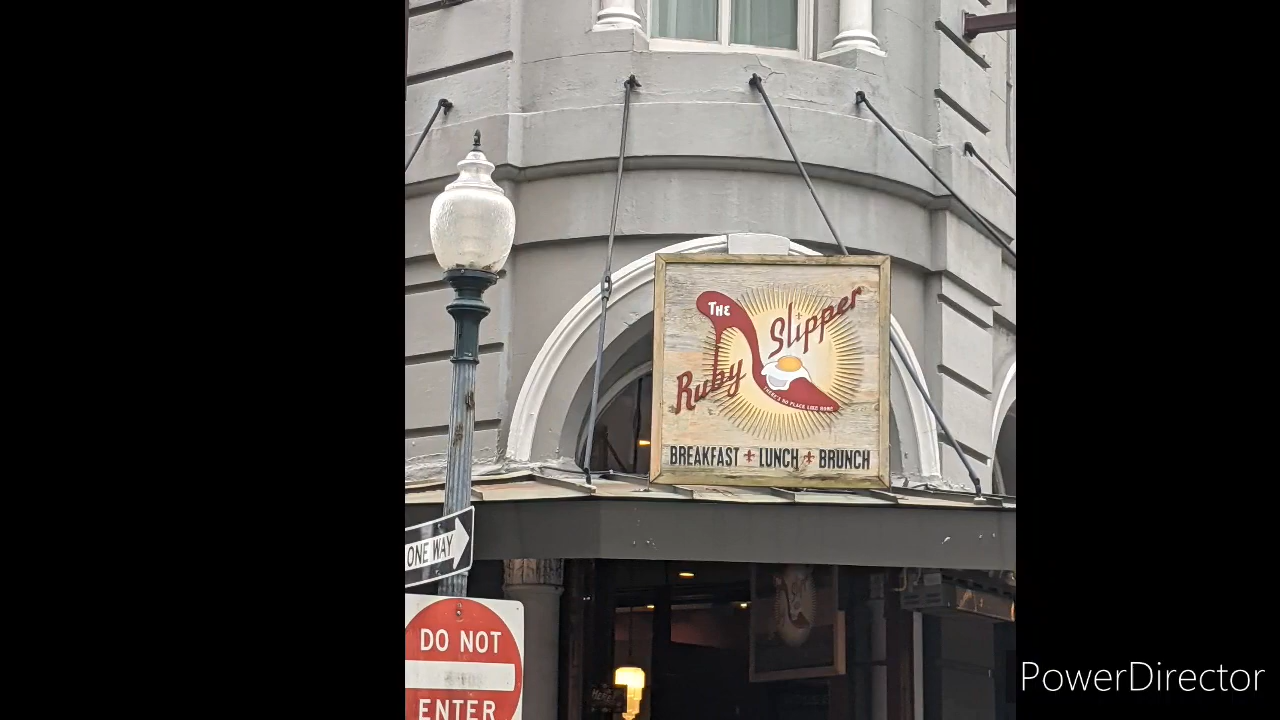 THE
Ruby Slipper
THERE'S NO PLACE LIKE HOME
BREAKFAST + LUNCH + BRUNCH
ONE WAY
DO NOT
ENTER
PowerDirector